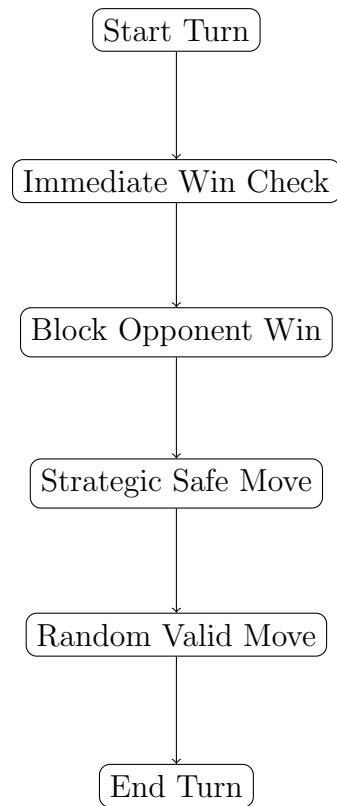 Start Turn
Immediate Win Check
Block Opponent Win
Strategic Safe Move
Random Valid Move
End Turn